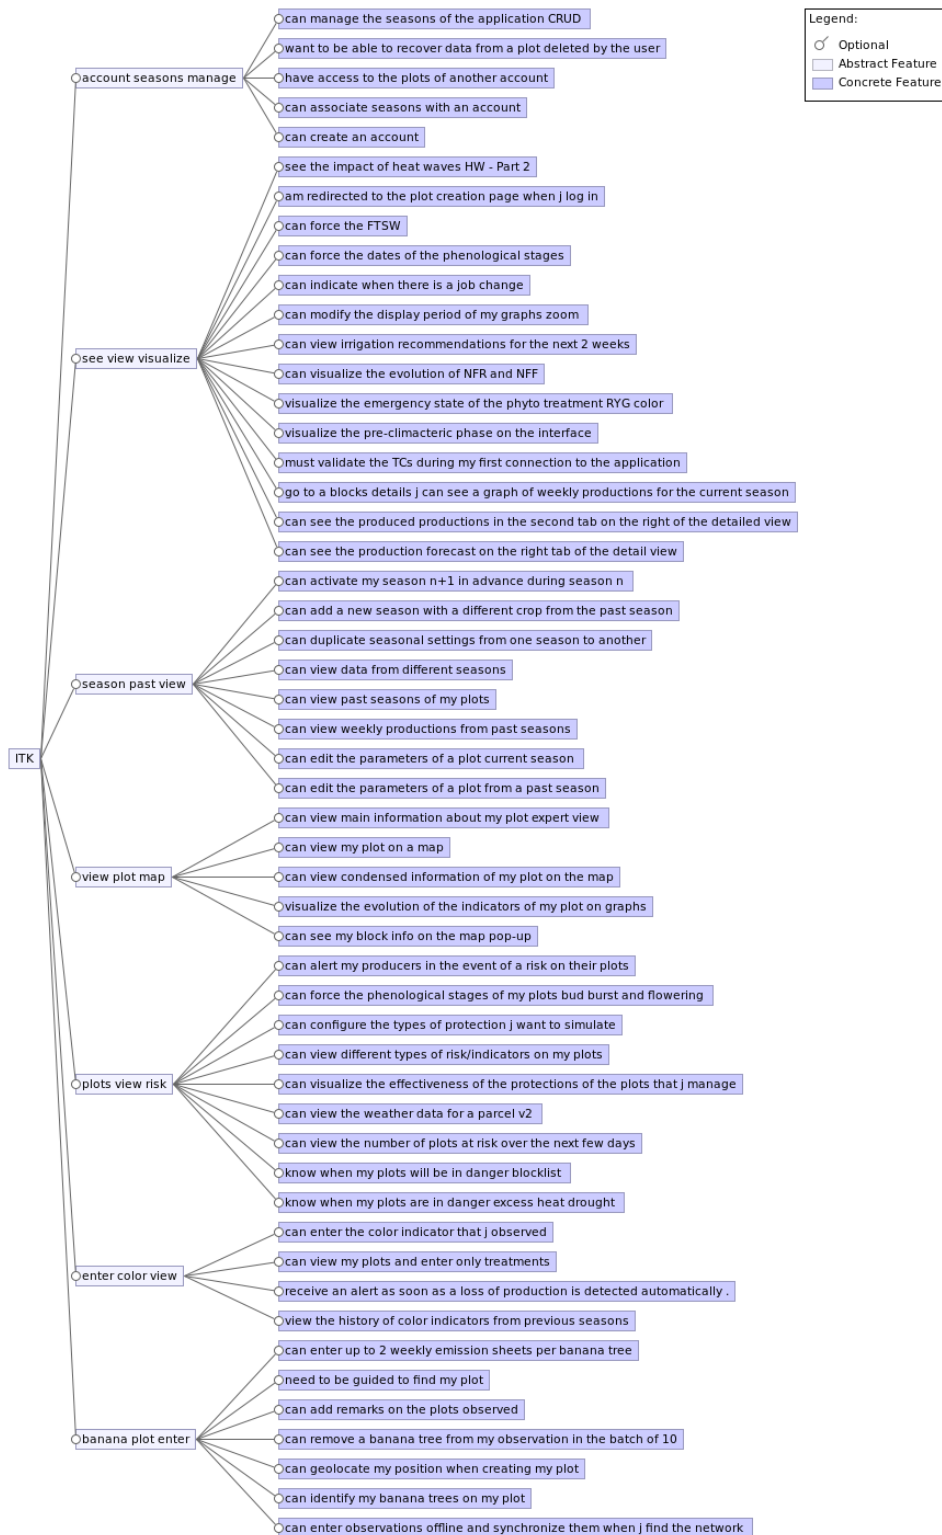 can manage the seasons of the application CRUD
want to be able to recover data from a plot deleted by the user
account seasons manage
have access to the plots of another account
can associate seasons with an account
can create an account
see the impact of heat waves HW - Part 2
am redirected to the plot creation page when j log in
can force the FTSW
can force the dates of the phenological stages
can indicate when there is a job change
can modify the display period of my graphs zoom
can view irrigation recommendations for the next 2 weeks
see view visualize
can visualize the evolution of NFR and NFF
visualize the emergency state of the phyto treatment RYG color
visualize the pre-climacteric phase on the interface
must validate the TCs during my first connection to the application
go to a blocks details j can see a graph of weekly productions for the current season
can see the produced productions in the second tab on the right of the detailed view
can see the production forecast on the right tab of the detail view
can activate my season n+1 in advance during season n
can add a new season with a different crop from the past season
can duplicate seasonal settings from one season to another
can view data from different seasons
season past view
can view past seasons of my plots
can view weekly productions from past seasons
ITK
can edit the parameters of a plot current season
can edit the parameters of a plot from a past season
can view main information about my plot expert view
can view my plot on a map
view plot map
can view condensed information of my plot on the map
visualize the evolution of the indicators of my plot on graphs
can see my block info on the map pop-up
can alert my producers in the event of a risk on their plots
can force the phenological stages of my plots bud burst and flowering
can configure the types of protection j want to simulate
can view different types of risk/indicators on my plots
plots view risk
can visualize the effectiveness of the protections of the plots that j manage
can view the weather data for a parcel v2
can view the number of plots at risk over the next few days
know when my plots will be in danger blocklist
know when my plots are in danger excess heat drought
can enter the color indicator that j observed
can view my plots and enter only treatments
enter color view
receive an alert as soon as a loss of production is detected automatically .
view the history of color indicators from previous seasons
can enter up to 2 weekly emission sheets per banana tree
need to be guided to find my plot
can add remarks on the plots observed
banana plot enter
can remove a banana tree from my observation in the batch of 10
can geolocate my position when creating my plot
can identify my banana trees on my plot
can enter observations offline and synchronize them when j find the network
Legend:
Optional
Abstract Feature
Concrete Feature